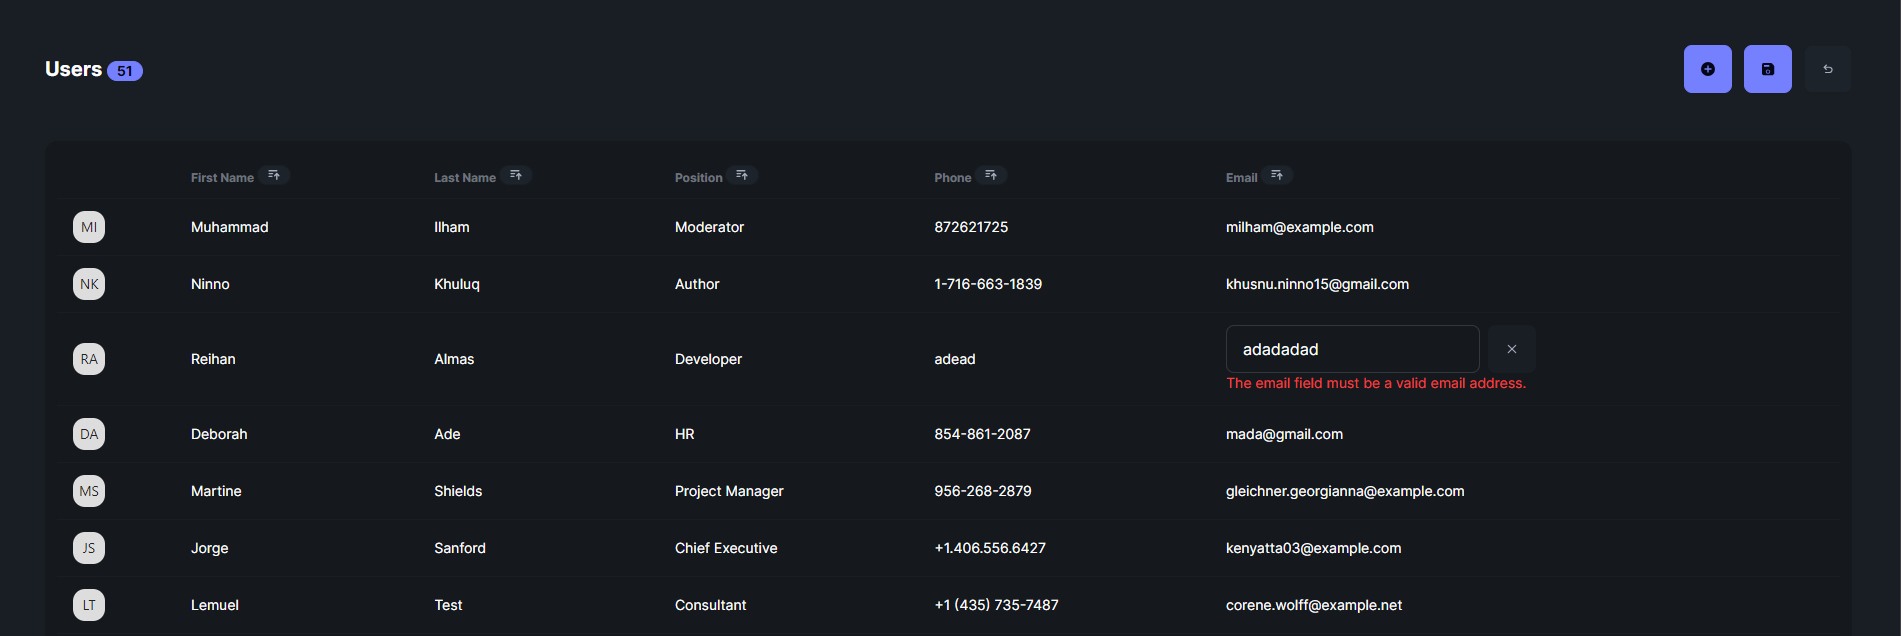 Users 51
First Name Last Name Position Phone Email
MI Muhammad Ilham Moderator 872621725 milham@example.com
NK Ninno Khuluq Author 1-716-663-1839 khusnu.ninno15@gmail.com
RA Reihan Almas Developer adead adadadad
The email field must be a valid email address.
DA Deborah Ade HR 854-861-2087 mada@gmail.com
MS Martine Shields Project Manager 956-268-2879 gleichner.georgianna@example.com
JS Jorge Sanford Chief Executive +1.406.556.6427 kenyatta03@example.com
LT Lemuel Test Consultant +1 (435) 735-7487 corene.wolff@example.net